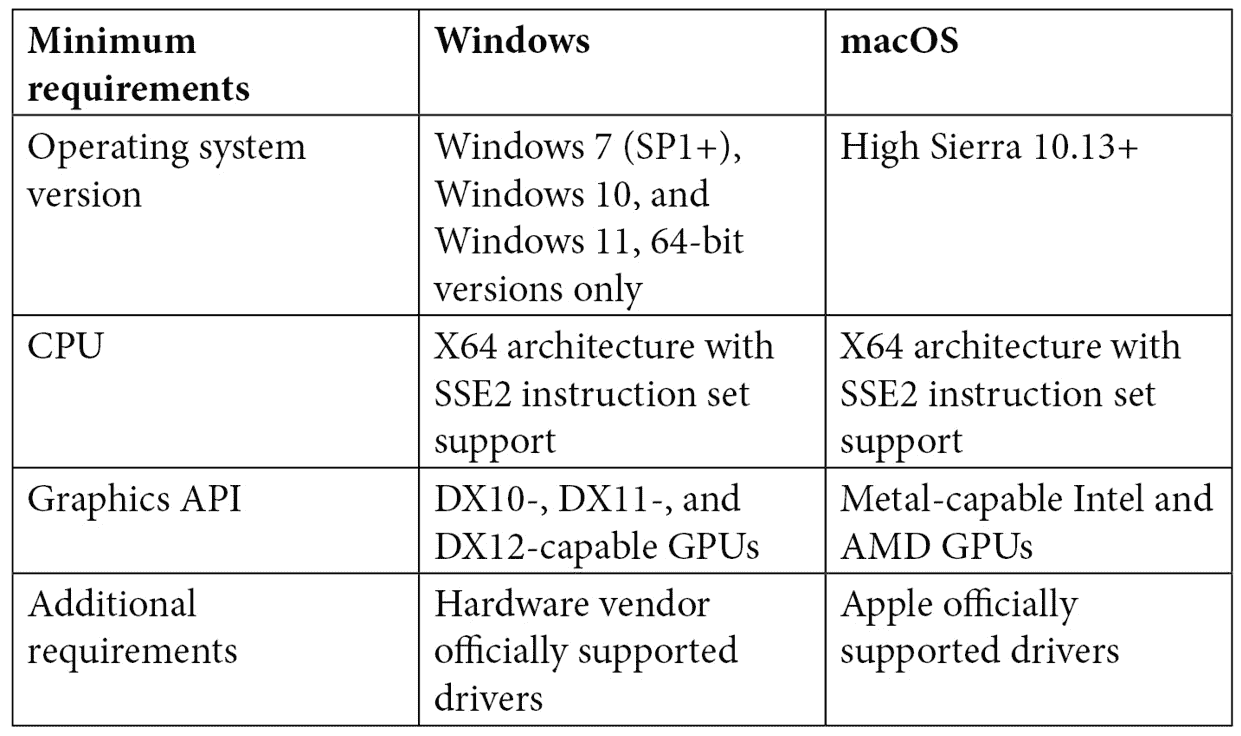 Minimum
requirements
Windows
macOS
Operating system
version
Windows 7 (SP1+),
Windows 10, and
Windows 11, 64-bit
versions only
High Sierra 10.13+
CPU
X64 architecture with
SSE2 instruction set
support
X64 architecture with
SSE2 instruction set
support
Graphics API
DX10-, DX11-, and
DX12-capable GPUs
Metal-capable Intel and
AMD GPUs
Additional
requirements
Hardware vendor
officially supported
drivers
Apple officially
supported drivers